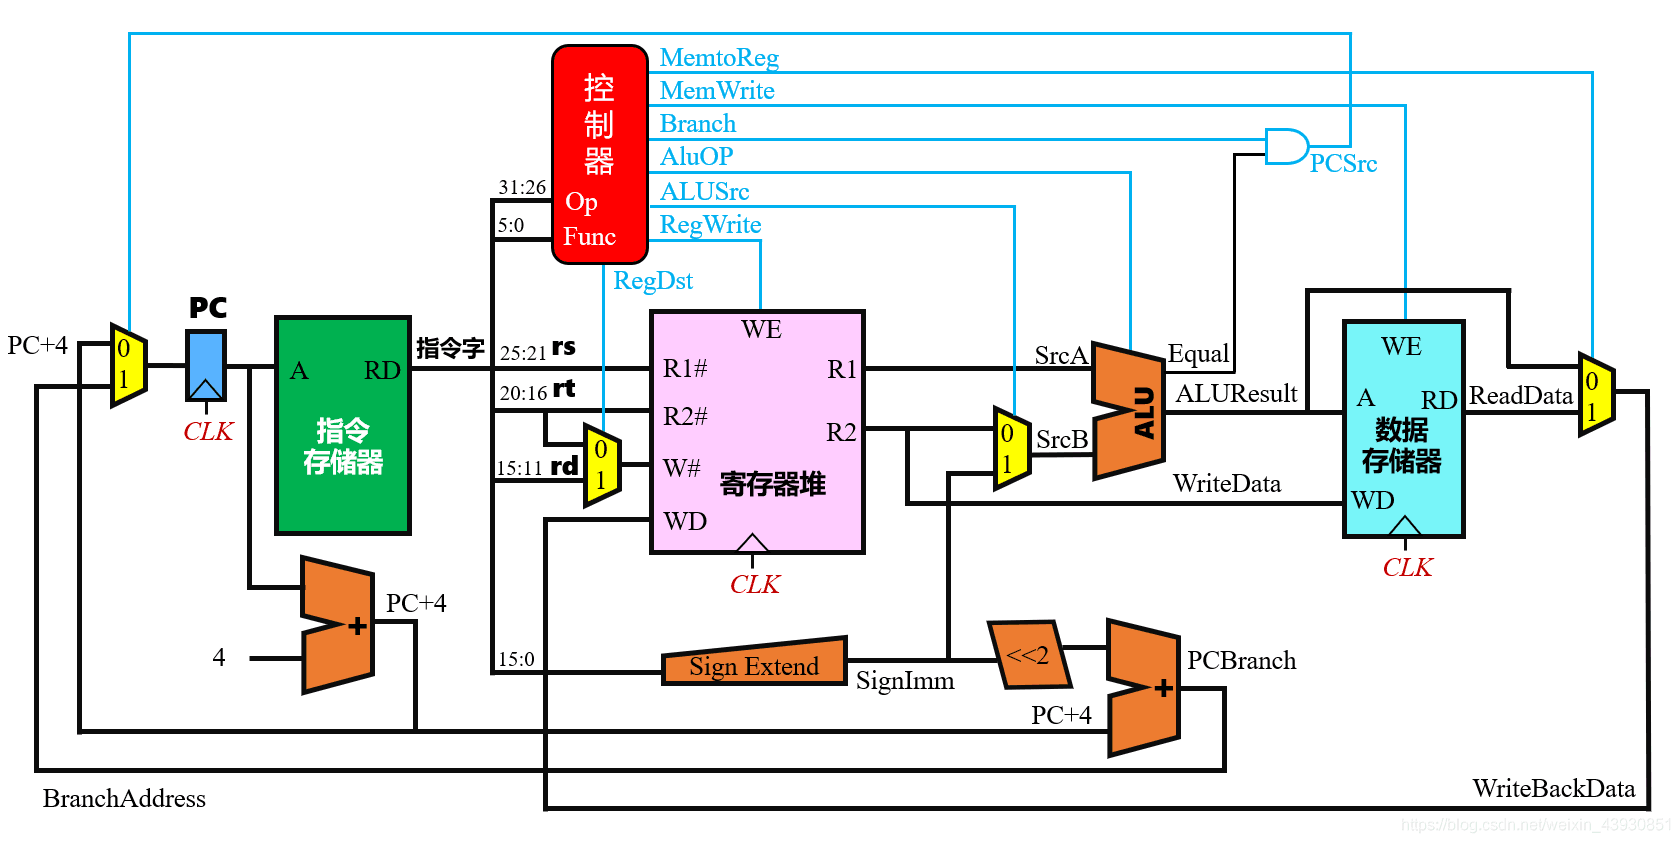 控
制
器
Op
Func
MemtoReg
MemWrite
Branch
AluOP
ALUSrc
RegWrite
RegDst
PCSrc
31:26
5:0
PC+4
0
1
PC
CLK
A
RD
指令
存储器
指令字
25:21 rs
20:16 rt
15:11 rd
0
1
WE
R1#
R2#
W#
WD
R1
R2
寄存器堆
CLK
0
1
SrcA
SrcB
ALU
Equal
ALUResult
WriteData
WE
A
RD
数据
存储器
WD
CLK
ReadData
0
1
4
+
PC+4
15:0
Sign Extend
SignImm
<<2
PC+4
+
PCBranch
BranchAddress
WriteBackData
https://blog.csdn.net/weixin_43930851